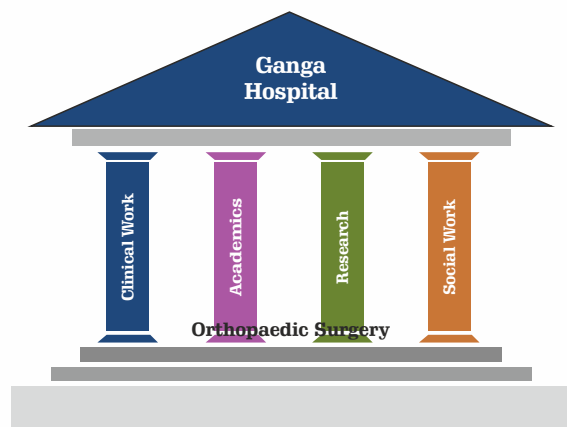 Ganga
Hospital
Clinical Work
Academics
Research
Social Work
Orthopaedic Surgery